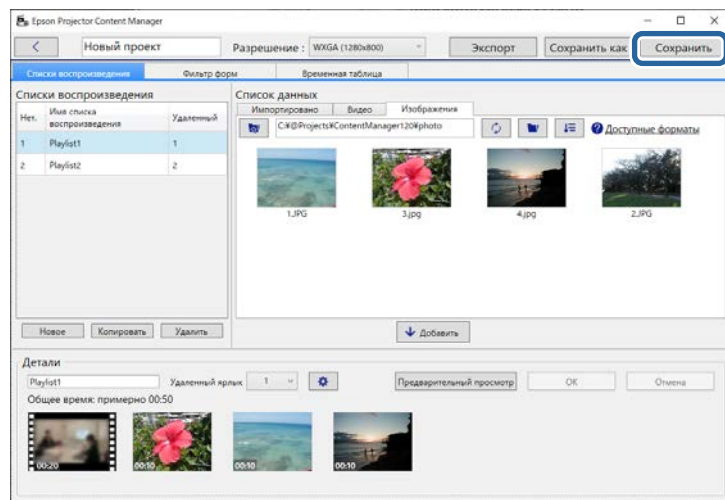 Epson Projector Content Manager
Новый проект Разрешение : WXGA (1280x800) Экспорт Сохранить как Сохранить
Списки воспроизведения Фильтр форм Временная таблица
Списки воспроизведения
Нет. Имя списка воспроизведения Удаленный
1 Playlist1 1
2 Playlist2 2
Новое Копировать Удалить
Список данных
Импортировано Видео Изображения
C:¥@Projects¥ContentManager120¥photo Доступные форматы
1.JPG 3.jpg 4.jpg 2.JPG
Добавить
Детали
Playlist1 Удаленный ярлык 1 Предварительный просмотр OK Отмена
Общее время: примерно 00:50
00:20 00:10 00:10 00:10